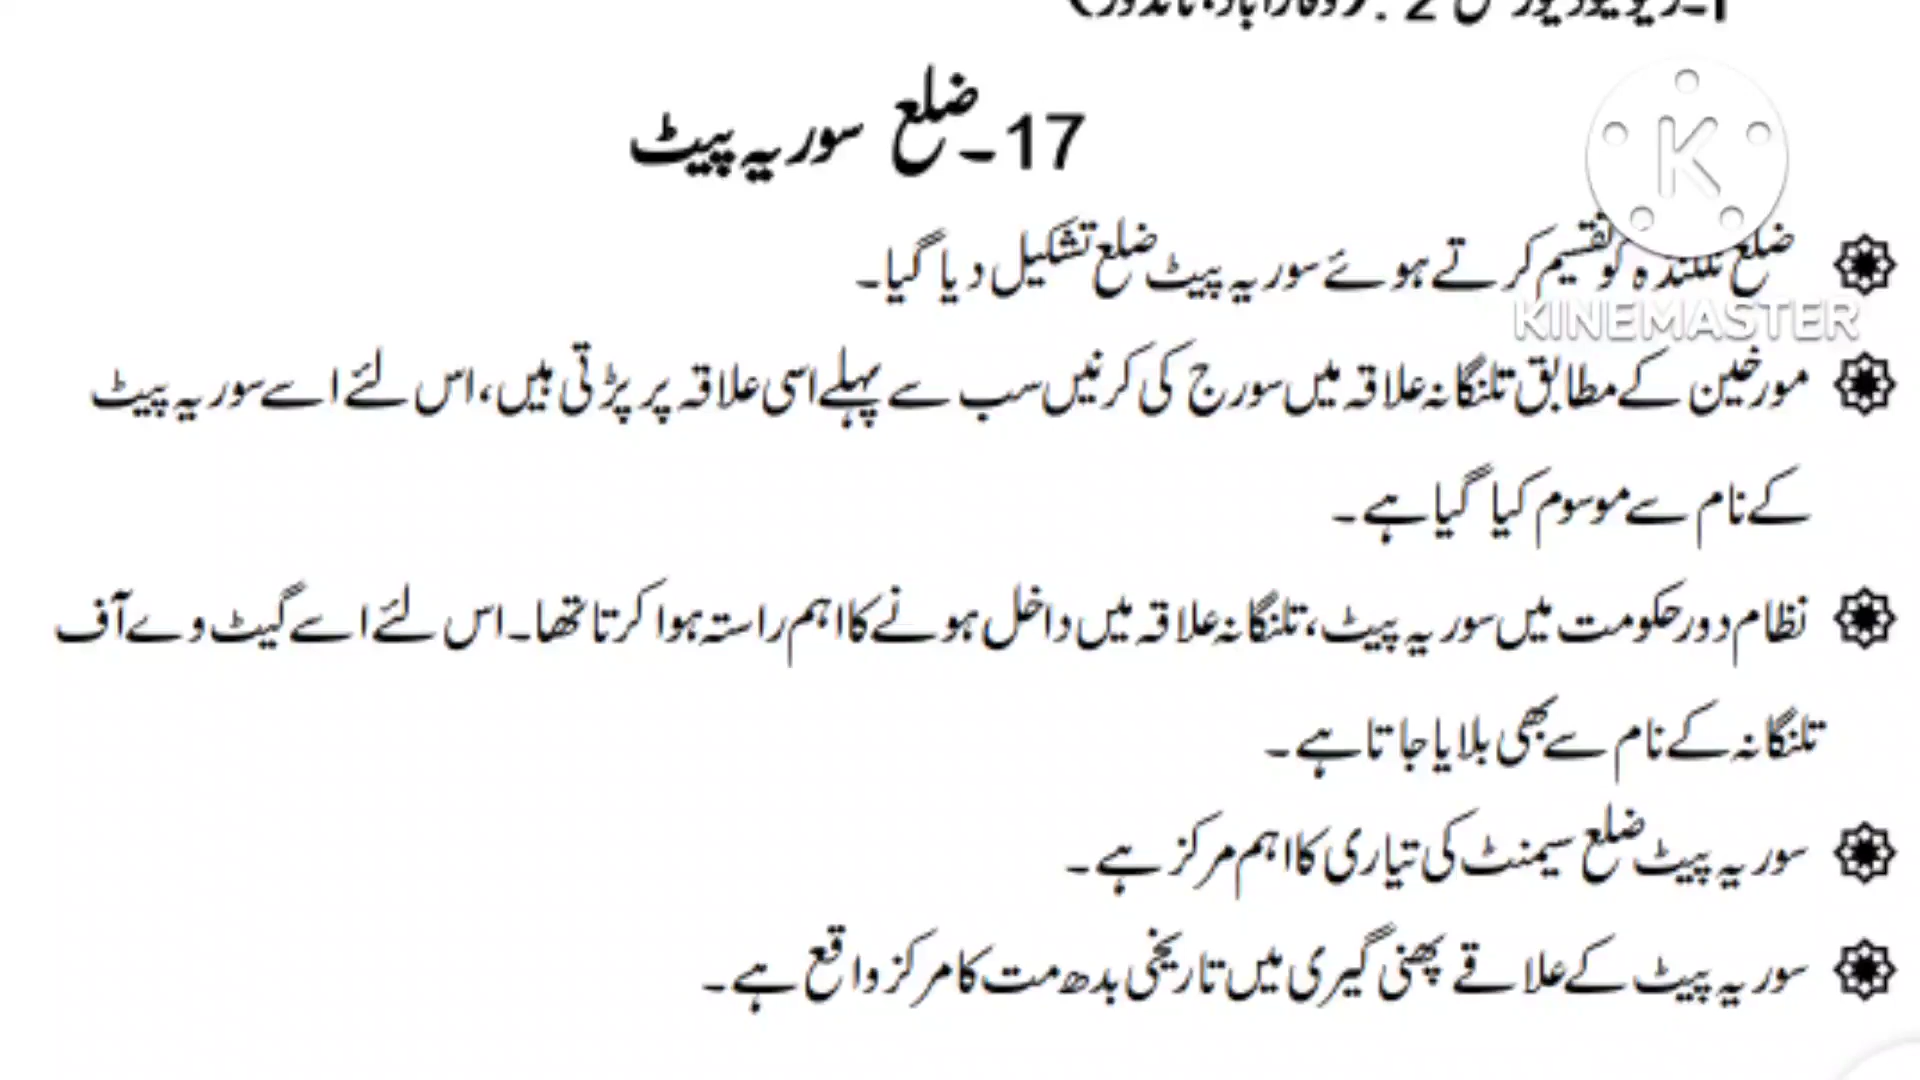 17۔ ضلع سوریہ پیٹ
ضلع نلگنڈہ کو تقسیم کرتے ہوئے سوریہ پیٹ ضلع تشکیل دیا گیا۔
KINEMASTER
مورخین کے مطابق تلنگانہ علاقہ میں سورج کی کرنیں سب سے پہلے اسی علاقہ پر پڑتی ہیں، اس لئے اسے سوریہ پیٹ
کے نام سے موسوم کیا گیا ہے۔
نظام دور حکومت میں سوریہ پیٹ، تلنگانہ علاقہ میں داخل ہونے کا اہم راستہ ہوا کرتا تھا۔ اس لئے اسے گیٹ وے آف
تلنگانہ کے نام سے بھی بلایا جاتا ہے۔
سوریہ پیٹ ضلع سیمنٹ کی تیاری کا اہم مرکز ہے۔
سوریہ پیٹ کے علاقے پھنی گیری میں تاریخی بدھ مت کا مرکز واقع ہے۔